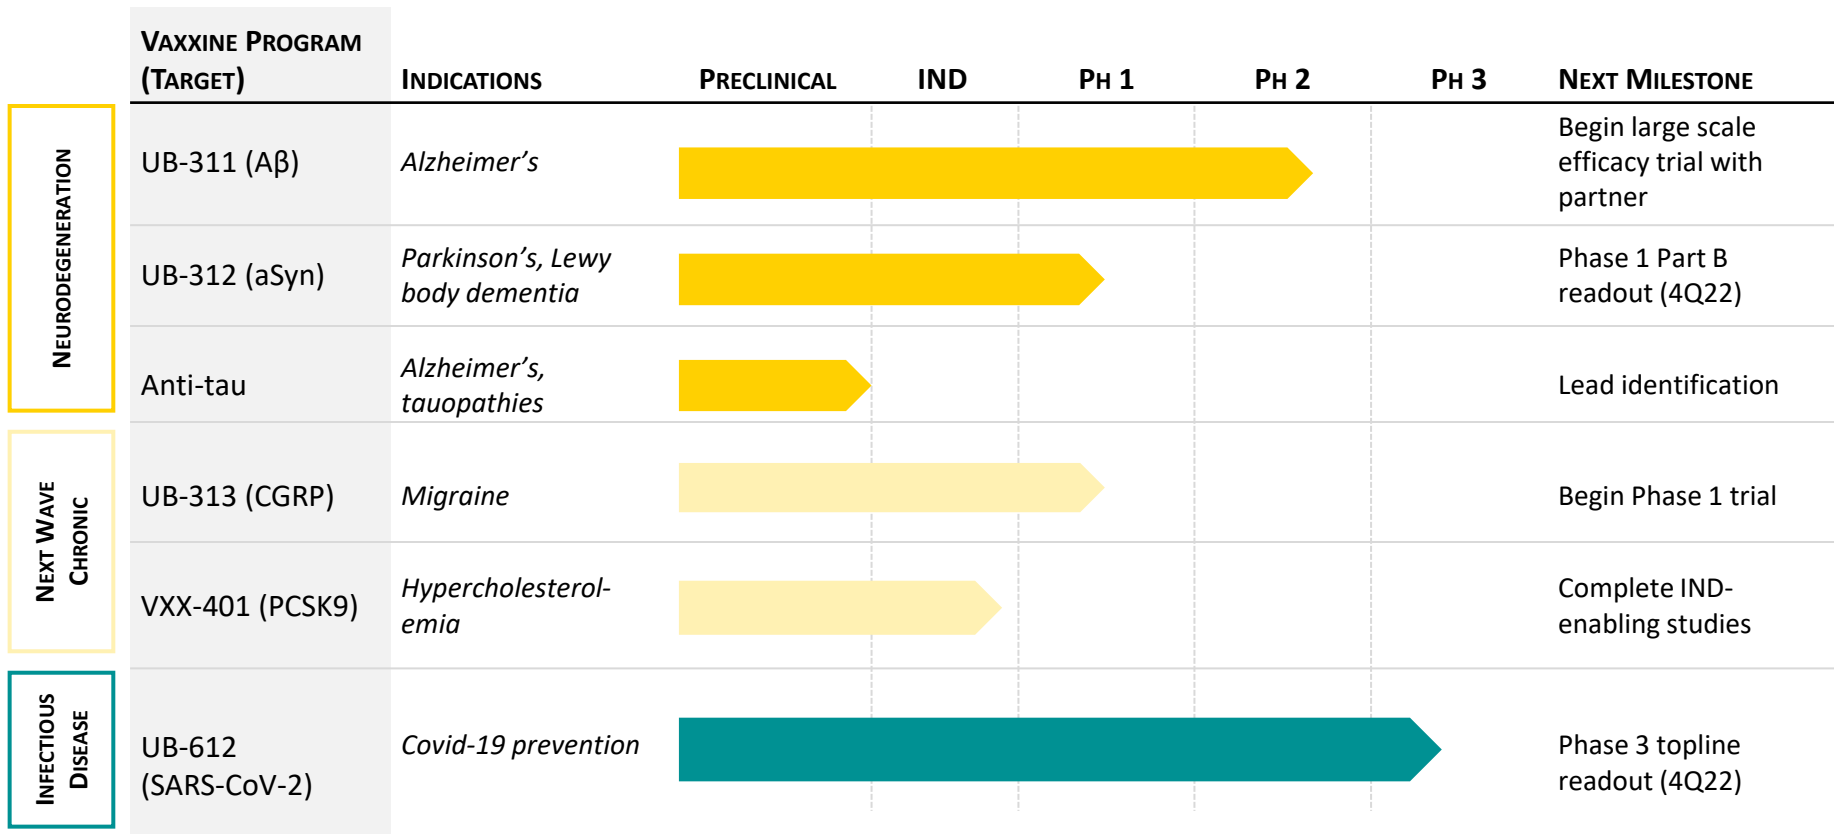 VAXXINE PROGRAM
(TARGET)
INDICATIONS
PRECLINICAL
IND
PH 1
PH 2
PH 3
NEXT MILESTONE
NEURODEGENERATION
UB-311 (Aβ)
Alzheimer's
Begin large scale
efficacy trial with
partner
UB-312 (aSyn)
Parkinson's, Lewy
body dementia
Phase 1 Part B
readout (4Q22)
Anti-tau
Alzheimer's,
tauopathies
Lead identification
NEXT WAVE
CHRONIC
UB-313 (CGRP)
Migraine
Begin Phase 1 trial
VXX-401 (PCSK9)
Hypercholesterol-
emia
Complete IND-
enabling studies
INFECTIOUS
DISEASE
UB-612
(SARS-CoV-2)
Covid-19 prevention
Phase 3 topline
readout (4Q22)